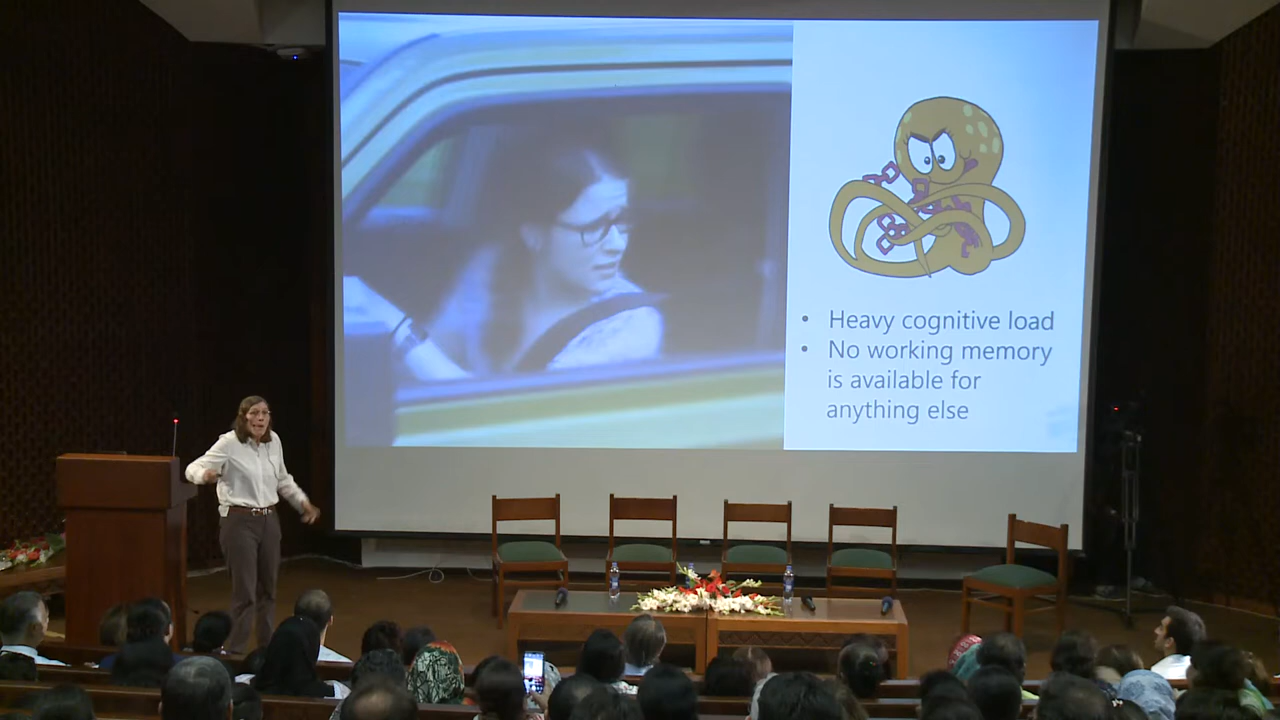 • Heavy cognitive load
• No working memory
is available for
anything else